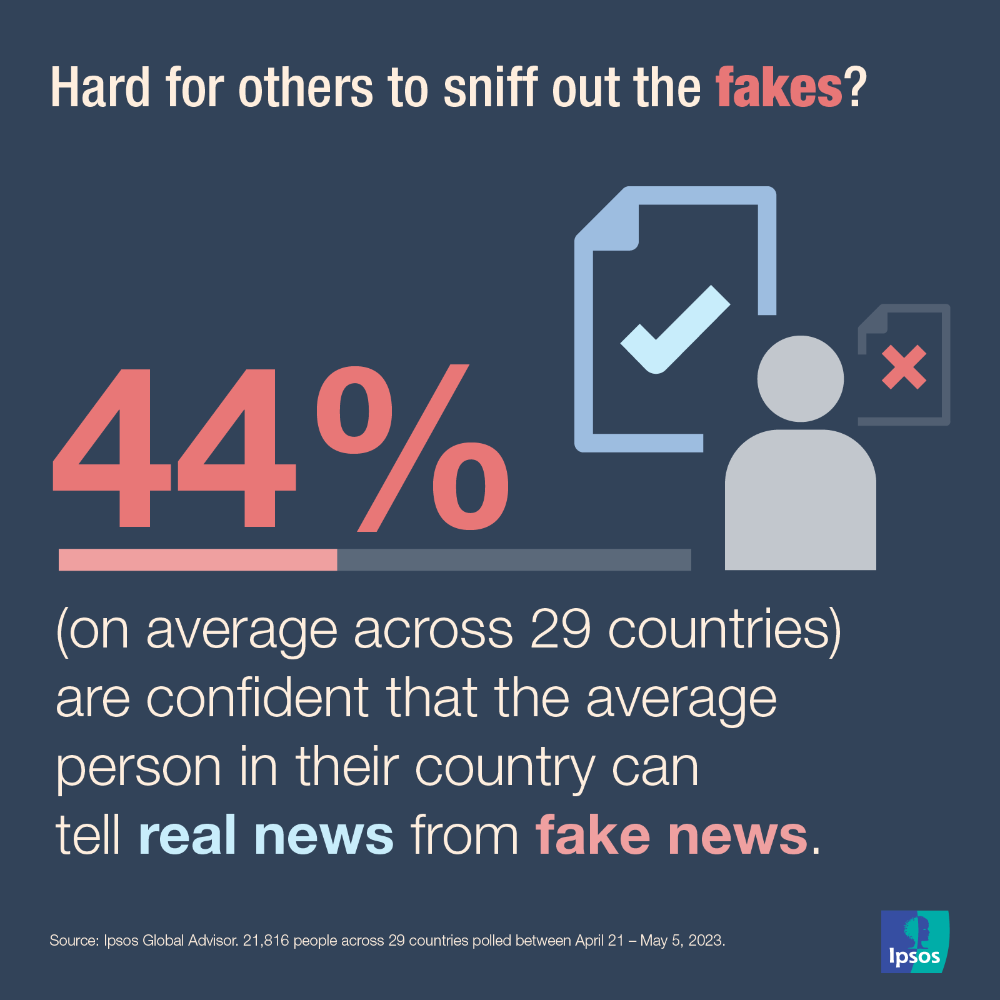 Hard for others to sniff out the fakes?
44%
(on average across 29 countries)
are confident that the average
person in their country can
tell real news from fake news.
Source: Ipsos Global Advisor. 21,816 people across 29 countries polled between April 21 – May 5, 2023.
Ipsos